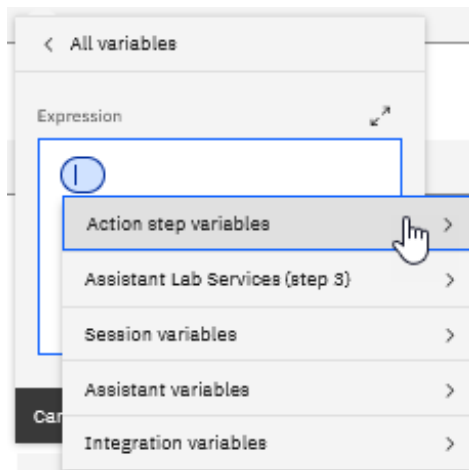 All variables
Expression
Action step variables
Assistant Lab Services (step 3)
Session variables
Assistant variables
Integration variables